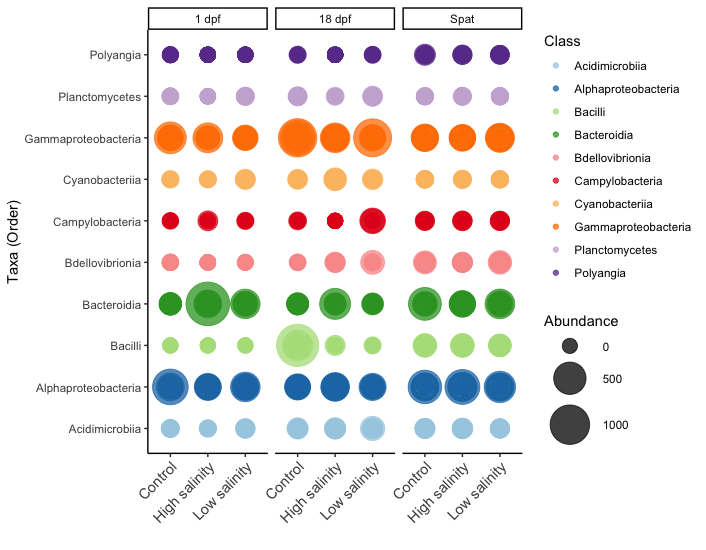 1 dpf
18 dpf
Spat
Taxa (Order)
Polyangia
Planctomycetes
Gammaproteobacteria
Cyanobacteriia
Campylobacteria
Bdellovibrionia
Bacteroidia
Bacilli
Alphaproteobacteria
Acidimicrobiia
Control
High salinity
Low salinity
Control
High salinity
Low salinity
Control
High salinity
Low salinity
Class
Acidimicrobiia
Alphaproteobacteria
Bacilli
Bacteroidia
Bdellovibrionia
Campylobacteria
Cyanobacteriia
Gammaproteobacteria
Planctomycetes
Polyangia
Abundance
0
500
1000